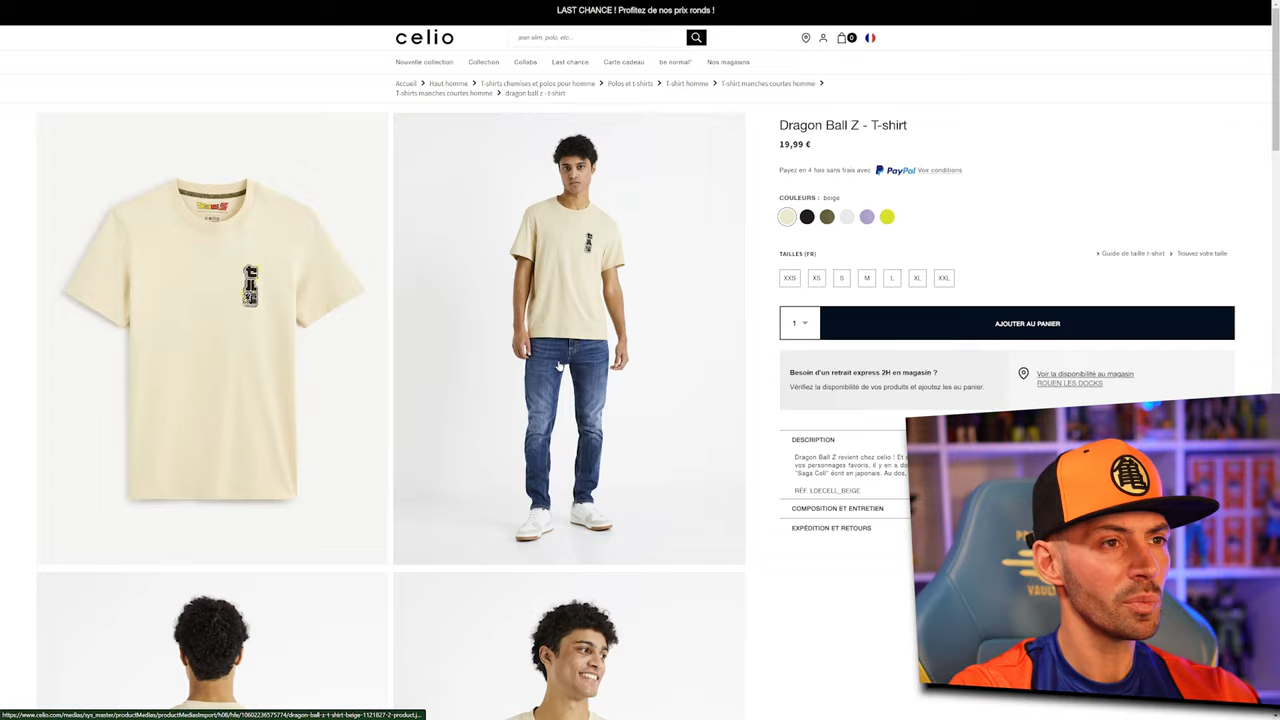 LAST CHANCE ! Profitez de nos prix ronds !
celio
jean slim, polo, etc...
0
Nouvelle collection
Collection
Collabs
Last chance
Carte cadeau
be normal*
Nos magasins
Accueil > Haut homme > T-shirts chemises et polos pour homme > Polos et t-shirts > T-shirt homme > T-shirt manches courtes homme >
T-shirts manches courtes homme > dragon ball z - t-shirt
Dragon Ball Z - T-shirt
19,99 €
Payez en 4 fois sans frais avec PayPal Voir conditions
COULEURS : beige
TAILLES (FR)
> Guide de taille t-shirt > Trouvez votre taille
XXS
XS
S
M
L
XL
XXL
1
AJOUTER AU PANIER
Besoin d'un retrait express 2H en magasin ?
Vérifiez la disponibilité de vos produits et ajoutez les au panier.
Voir la disponibilité au magasin
ROUEN LES DOCKS
DESCRIPTION
Dragon Ball Z revient chez celio ! Et
vos personnages favoris, il y en a do
"Saga Cell" écrit en japonais. Au dos,
RÉF. LDECELL_BEIGE
COMPOSITION ET ENTRETIEN
EXPÉDITION ET RETOURS
セル編